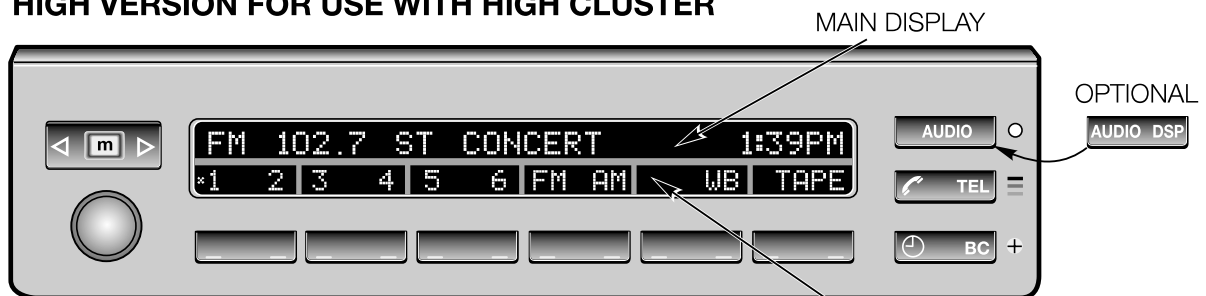 HIGH VERSION FOR USE WITH HIGH CLUSTER
MAIN DISPLAY
OPTIONAL
AUDIO DSP
m
FM 102.7 ST CONCERT 1:39PM
*1 2 3 4 5 6 FM AM WB TAPE
AUDIO
TEL
BC +